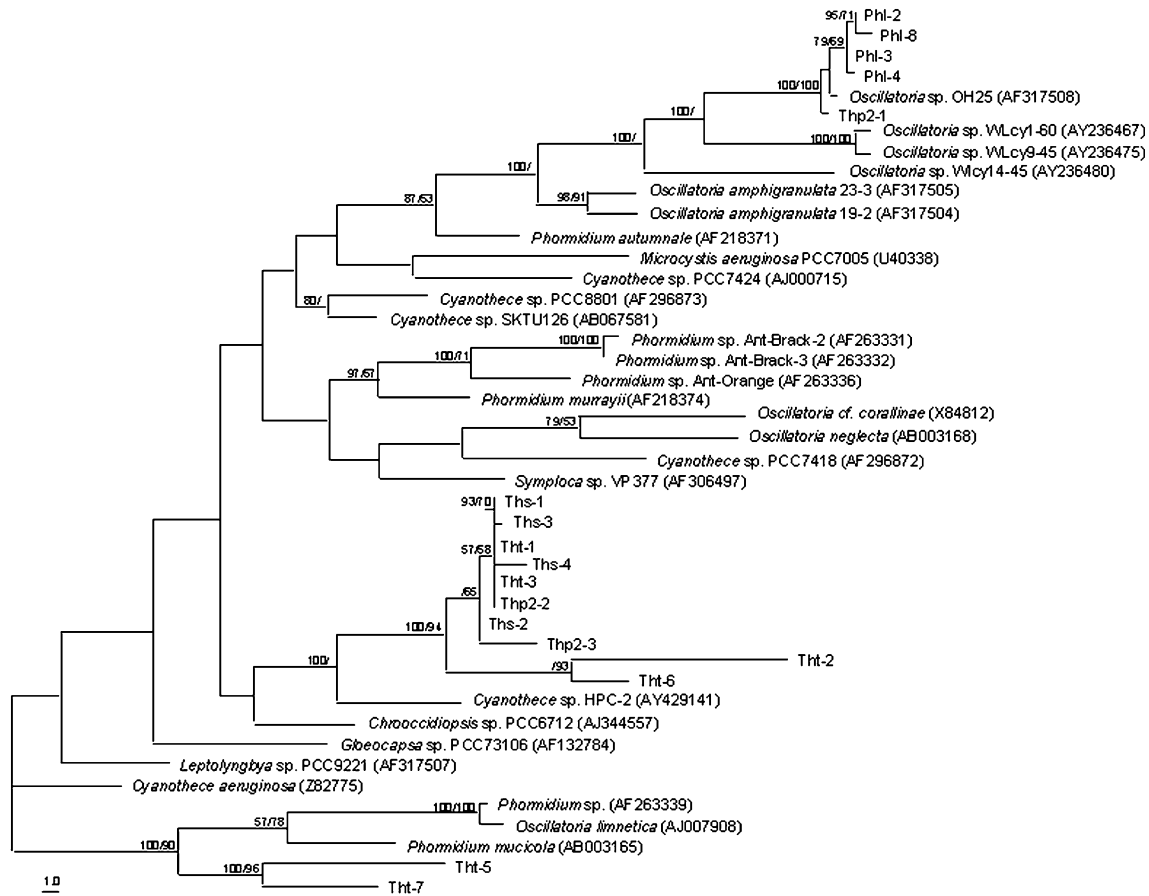 95/71 Phl-2
Phl-8
79/69
Phl-3
Phl-4
100/100
Oscillatoria sp. OH25 (AF317508)
100/
Thp2-1
Oscillatoria sp. WLcy1-60 (AY236467)
100/
100/100
Oscillatoria sp. WLcy9-45 (AY236475)
100/
Oscillatoria sp. Wlcy14-45 (AY236480)
98/91
Oscillatoria amphigranulata 23-3 (AF317505)
87/53
Oscillatoria amphigranulata 19-2 (AF317504)
Phormidium autumnale (AF218371)
Microcystis aeruginosa PCC7005 (U40338)
Cyanothece sp. PCC7424 (AJ000715)
80/
Cyanothece sp. PCC8801 (AF296873)
Cyanothece sp. SKTU126 (AB067581)
100/100
Phormidium sp. Ant-Brack-2 (AF263331)
100/71
Phormidium sp. Ant-Brack-3 (AF263332)
97/57
Phormidium sp. Ant-Orange (AF263336)
Phormidium murrayii (AF218374)
Oscillatoria cf. corallinae (X84812)
79/53
Oscillatoria neglecta (AB003168)
Cyanothece sp. PCC7418 (AF296872)
Symploca sp. VP377 (AF306497)
93/70 Ths-1
Ths-3
57/58 Tht-1
Ths-4
Tht-3
/65
Thp2-2
Ths-2
100/94
Thp2-3
100/
/93
Tht-2
Tht-6
Cyanothece sp. HPC-2 (AY429141)
Chrooccidiopsis sp. PCC6712 (AJ344557)
Gloeocapsa sp. PCC73106 (AF132784)
Leptolyngbya sp. PCC9221 (AF317507)
Cyanothece aeruginosa (Z82775)
100/100
Phormidium sp. (AF263339)
57/78
Oscillatoria limnetica (AJ007908)
100/90
Phormidium mucicola (AB003165)
100/96
Tht-5
Tht-7
1.0